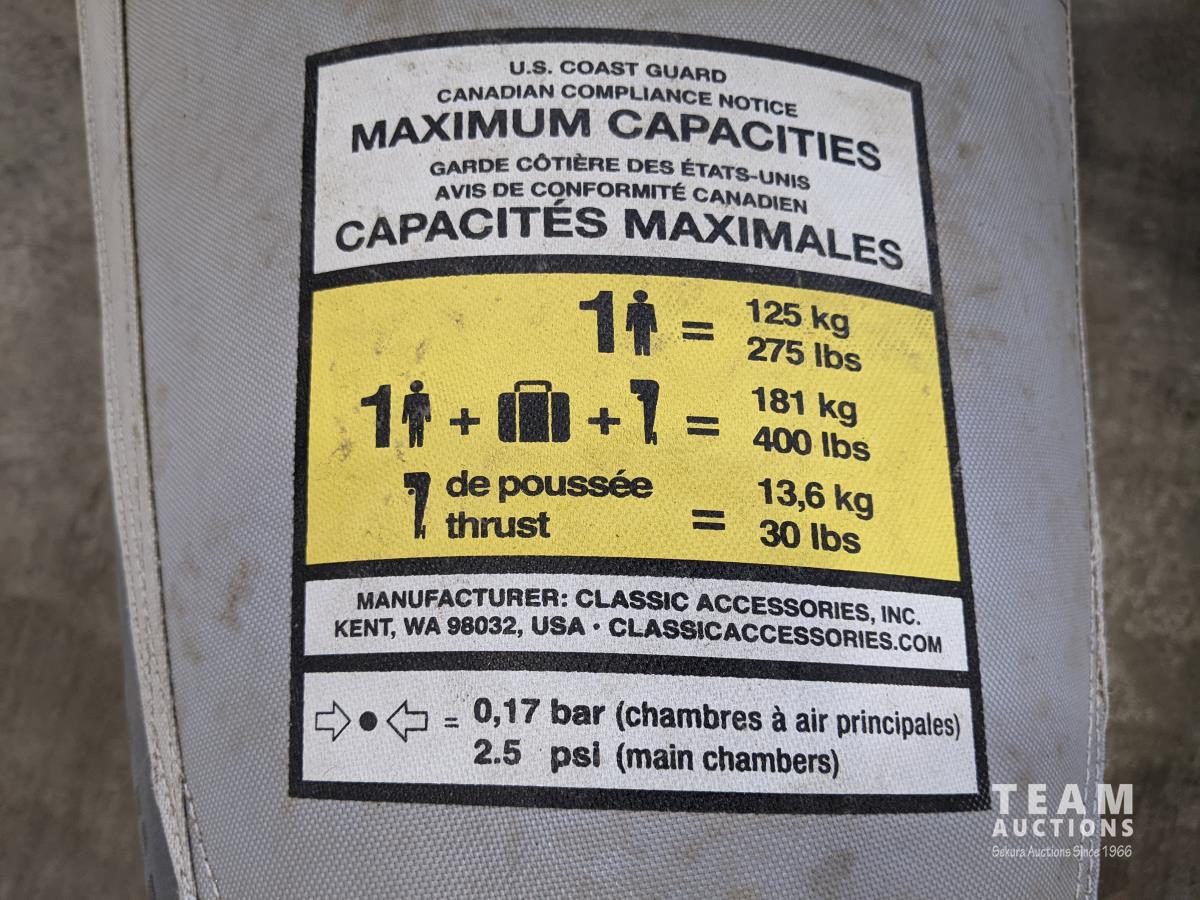 U.S. COAST GUARD
CANADIAN COMPLIANCE NOTICE
MAXIMUM CAPACITIES
GARDE CÔTIÈRE DES ÉTATS-UNIS
AVIS DE CONFORMITÉ CANADIEN
CAPACITÉS MAXIMALES
1 = 125 kg
275 lbs
1 + + = 181 kg
400 lbs
de poussée
thrust = 13,6 kg
30 lbs
MANUFACTURER: CLASSIC ACCESSORIES, INC.
KENT, WA 98032, USA · CLASSICACCESSORIES.COM
= 0,17 bar (chambres à air principales)
2.5 psi (main chambers)
TEAM
AUCTIONS
Sekura Auctions Since 1966